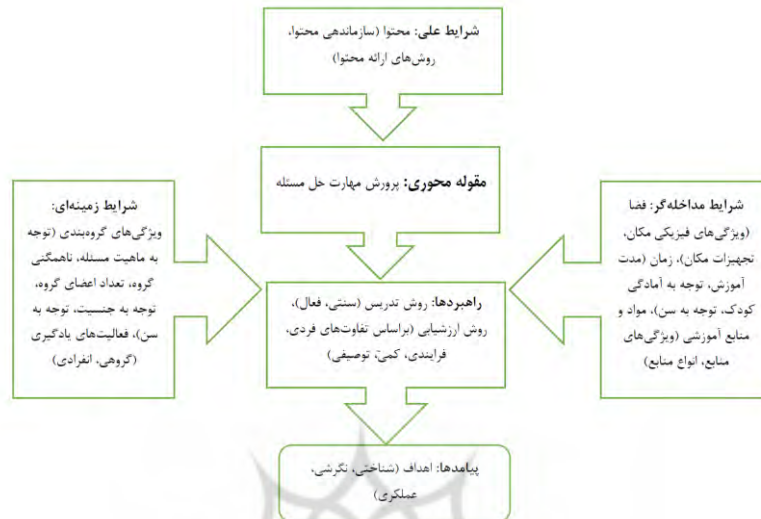 شرایط علی: محتوا (سازماندهی محتوا،
روش‌های ارائه محتوا)
مقوله محوری: پرورش مهارت حل مسئله
شرایط مداخله‌گر: فضا
(ویژگی‌های فیزیکی مکان،
تجهیزات مکان)، زمان (مدت
آموزش، توجه به آمادگی
کودک، توجه به سن)، مواد و
منابع آموزشی (ویژگی‌های
منابع، انواع منابع)
شرایط زمینه‌ای:
ویژگی‌های گروه‌بندی (توجه
به ماهیت مسئله، ناهمگنی
گروه، تعداد اعضای گروه،
توجه به جنسیت، توجه به
سن)، فعالیت‌های یادگیری
(گروهی، انفرادی)
راهبردها: روش تدریس (سنتی، فعال)،
روش ارزشیابی (براساس تفاوت‌های فردی،
فرایندی، کمی، توصیفی)
پیامدها: اهداف (شناختی، نگرشی،
عملکردی)